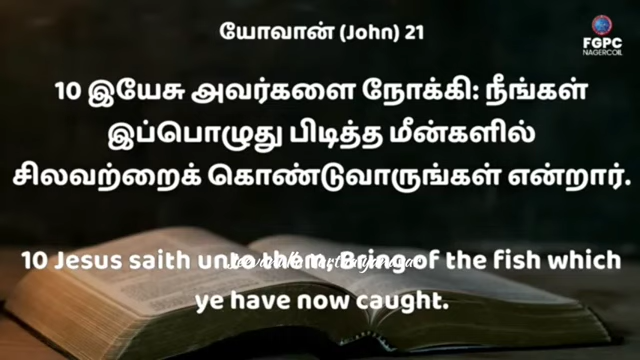 யோவான் (John) 21
FGPC
NAGERCOIL
10 இயேசு அவர்களை நோக்கி: நீங்கள்
இப்பொழுது பிடித்த மீன்களில்
சிலவற்றைக் கொண்டுவாருங்கள் என்றார்.
10 Jesus saith unto them, Bring of the fish which
ye have now caught.